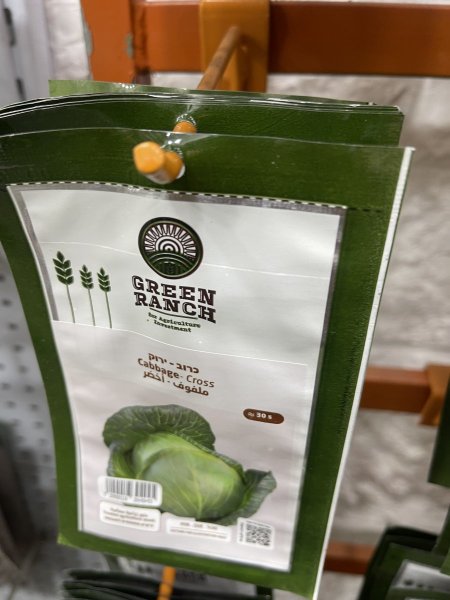 GREEN
RANCH
for Agriculture
Investment
כרוב - ירוק
Cabbage- Cross
ملفوف - أخضر
≈ 30 s